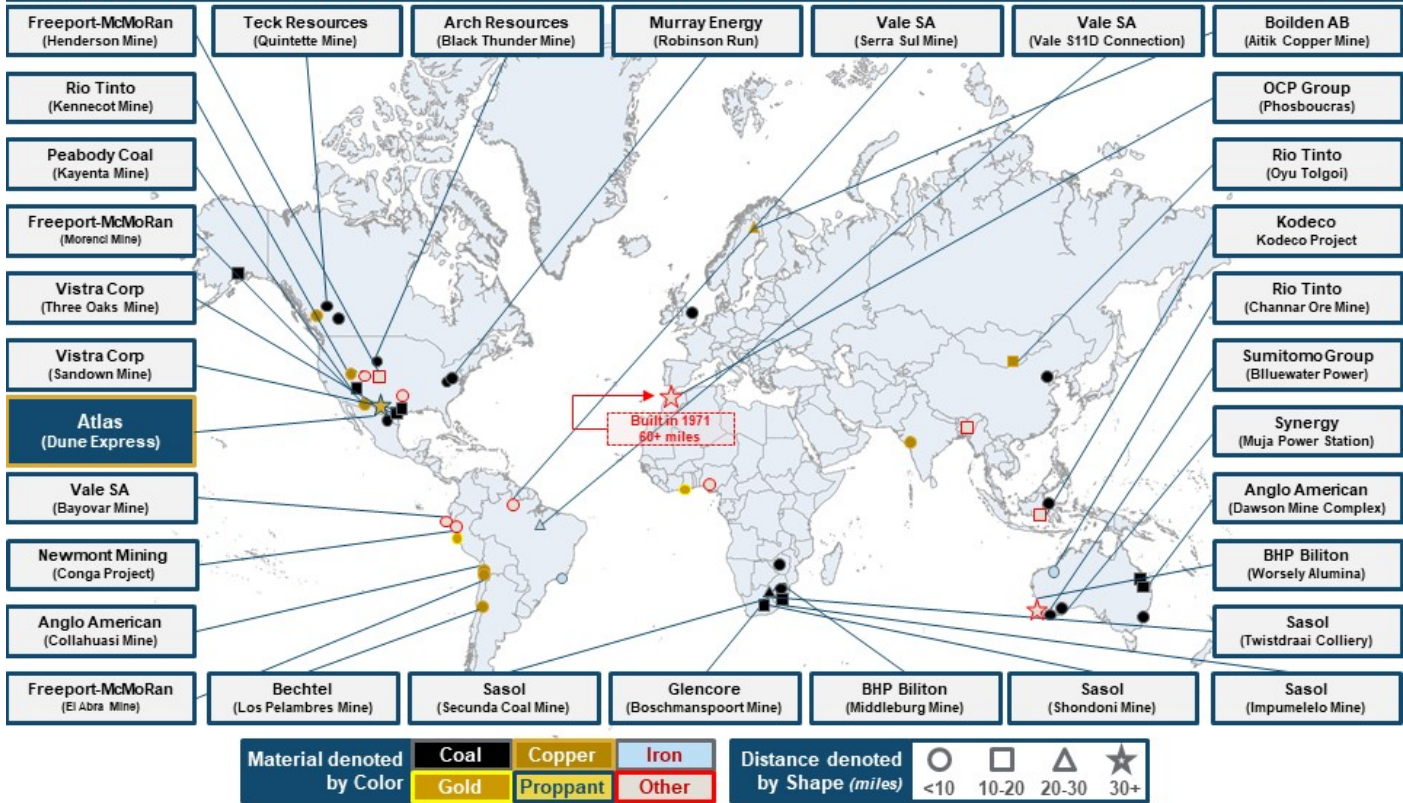 Freeport-McMoRan
(Henderson Mine)
Teck Resources
(Quintette Mine)
Arch Resources
(Black Thunder Mine)
Murray Energy
(Robinson Run)
Vale SA
(Serra Sul Mine)
Vale SA
(Vale S11D Connection)
Boilden AB
(Aitik Copper Mine)
Rio Tinto
(Kennecot Mine)
Peabody Coal
(Kayenta Mine)
Freeport-McMoRan
(Morenci Mine)
Vistra Corp
(Three Oaks Mine)
Vistra Corp
(Sandown Mine)
Atlas
(Dune Express)
Vale SA
(Bayovar Mine)
Newmont Mining
(Conga Project)
Anglo American
(Collahuasi Mine)
OCP Group
(Phosboucras)
Rio Tinto
(Oyu Tolgoi)
Kodeco
Kodeco Project
Rio Tinto
(Channar Ore Mine)
Sumitomo Group
(Blluewater Power)
Synergy
(Muja Power Station)
Anglo American
(Dawson Mine Complex)
BHP Biliton
(Worsely Alumina)
Sasol
(Twistdraai Colliery)
Built in 1971
60+ miles
Freeport-McMoRan
(El Abra Mine)
Bechtel
(Los Pelambres Mine)
Sasol
(Secunda Coal Mine)
Glencore
(Boschmanspoort Mine)
BHP Biliton
(Middleburg Mine)
Sasol
(Shondoni Mine)
Sasol
(Impumelelo Mine)
Material denoted
by Color
Coal
Copper
Iron
Gold
Proppant
Other
Distance denoted
by Shape (miles)
<10
10-20
20-30
30+